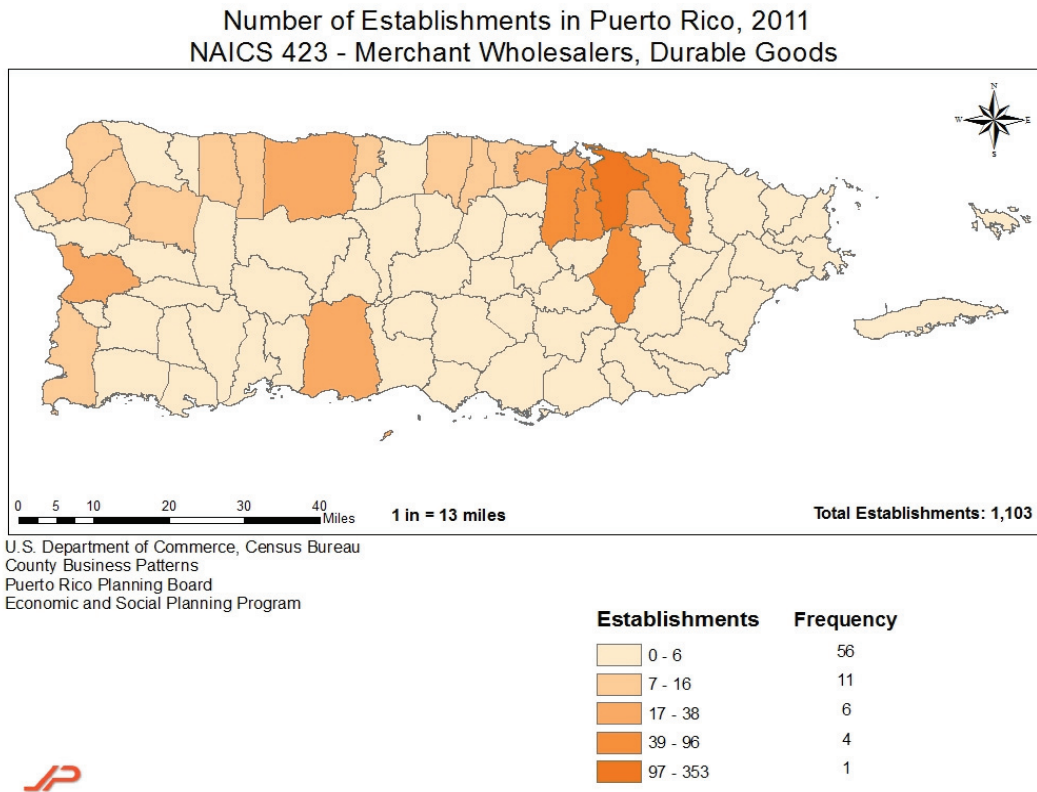 Number of Establishments in Puerto Rico, 2011
NAICS 423 - Merchant Wholesalers, Durable Goods
N
W E
S
0 5 10 20 30 40
Miles
1 in = 13 miles
Total Establishments: 1,103
U.S. Department of Commerce, Census Bureau
County Business Patterns
Puerto Rico Planning Board
Economic and Social Planning Program
Establishments Frequency
0 - 6 56
7 - 16 11
17 - 38 6
39 - 96 4
97 - 353 1
JP